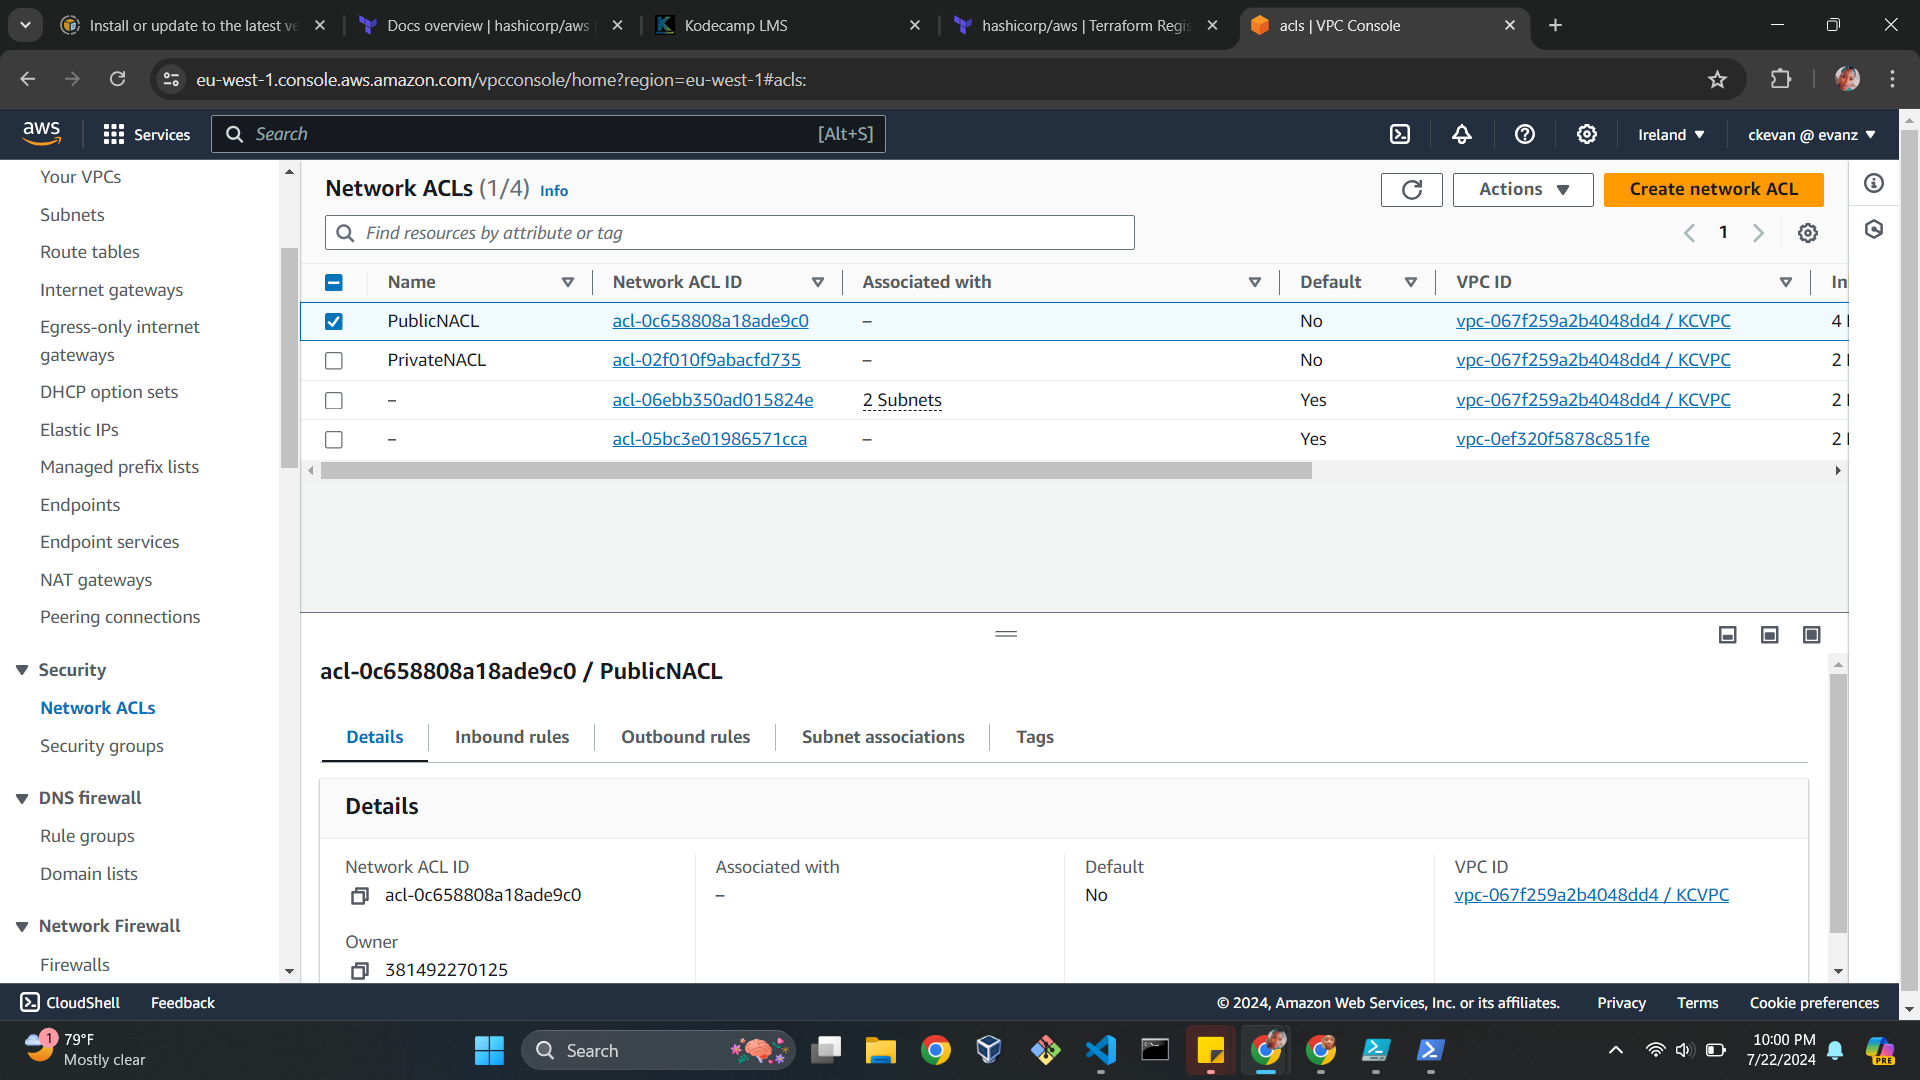 Install or update to the latest ve
Docs overview | hashicorp/aws
Kodecamp LMS
hashicorp/aws | Terraform Regis
acls | VPC Console
eu-west-1.console.aws.amazon.com/vpcconsole/home?region=eu-west-1#acls:
aws
Services
Search
[Alt+S]
Ireland
ckevan @ evanz
Your VPCs
Subnets
Route tables
Internet gateways
Egress-only internet
gateways
DHCP option sets
Elastic IPs
Managed prefix lists
Endpoints
Endpoint services
NAT gateways
Peering connections
Security
Network ACLs
Security groups
DNS firewall
Rule groups
Domain lists
Network Firewall
Firewalls
Network ACLs (1/4) Info
Actions
Create network ACL
Find resources by attribute or tag
1
Name Network ACL ID Associated with Default VPC ID In
PublicNACL acl-0c658808a18ade9c0 – No vpc-067f259a2b4048dd4 / KCVPC 4
PrivateNACL acl-02f010f9abacfd735 – No vpc-067f259a2b4048dd4 / KCVPC 2
– acl-06ebb350ad015824e 2 Subnets Yes vpc-067f259a2b4048dd4 / KCVPC 2
– acl-05bc3e01986571cca – Yes vpc-0ef320f5878c851fe 2
acl-0c658808a18ade9c0 / PublicNACL
Details Inbound rules Outbound rules Subnet associations Tags
Details
Network ACL ID
acl-0c658808a18ade9c0
Associated with
–
Default
No
VPC ID
vpc-067f259a2b4048dd4 / KCVPC
Owner
381492270125
CloudShell Feedback
© 2024, Amazon Web Services, Inc. or its affiliates. Privacy Terms Cookie preferences
1
79°F
Mostly clear
Search
10:00 PM
7/22/2024
PRE